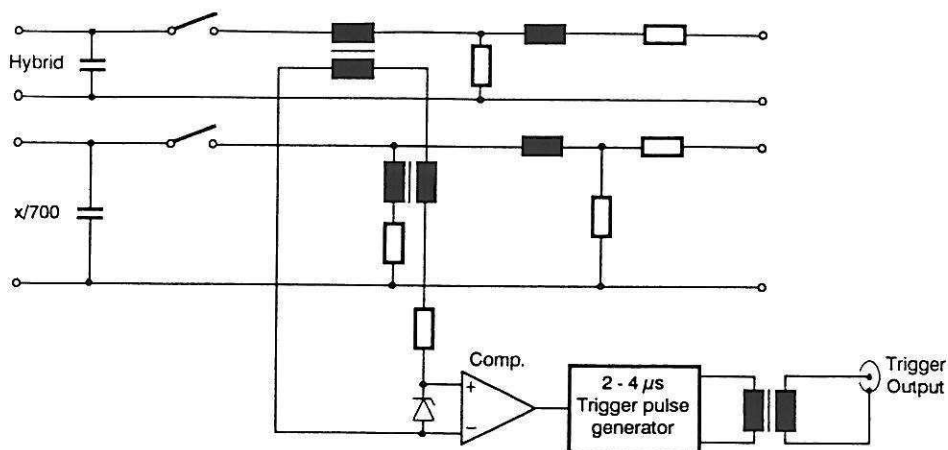 Hybrid
x/700
Comp.
+
−
2 - 4 µs
Trigger pulse
generator
Trigger
Output